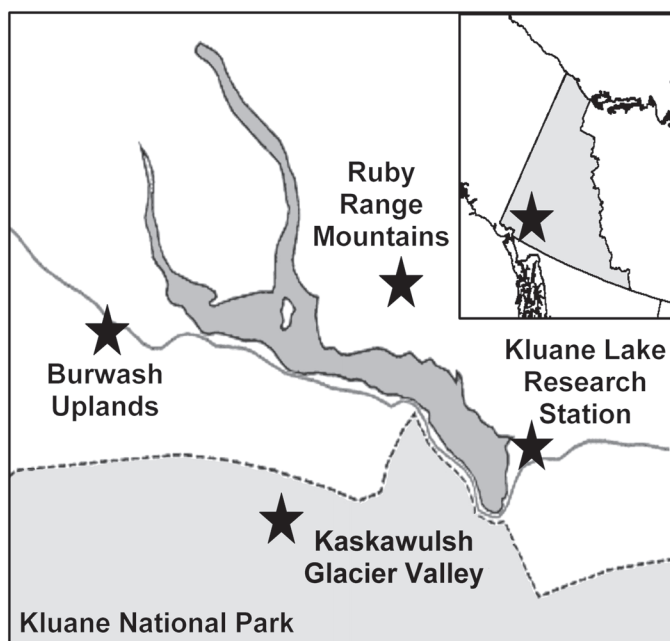 Ruby
Range
Mountains
Kluane Lake
Research
Station
Burwash
Uplands
Kaskawulsh
Glacier Valley
Kluane National Park